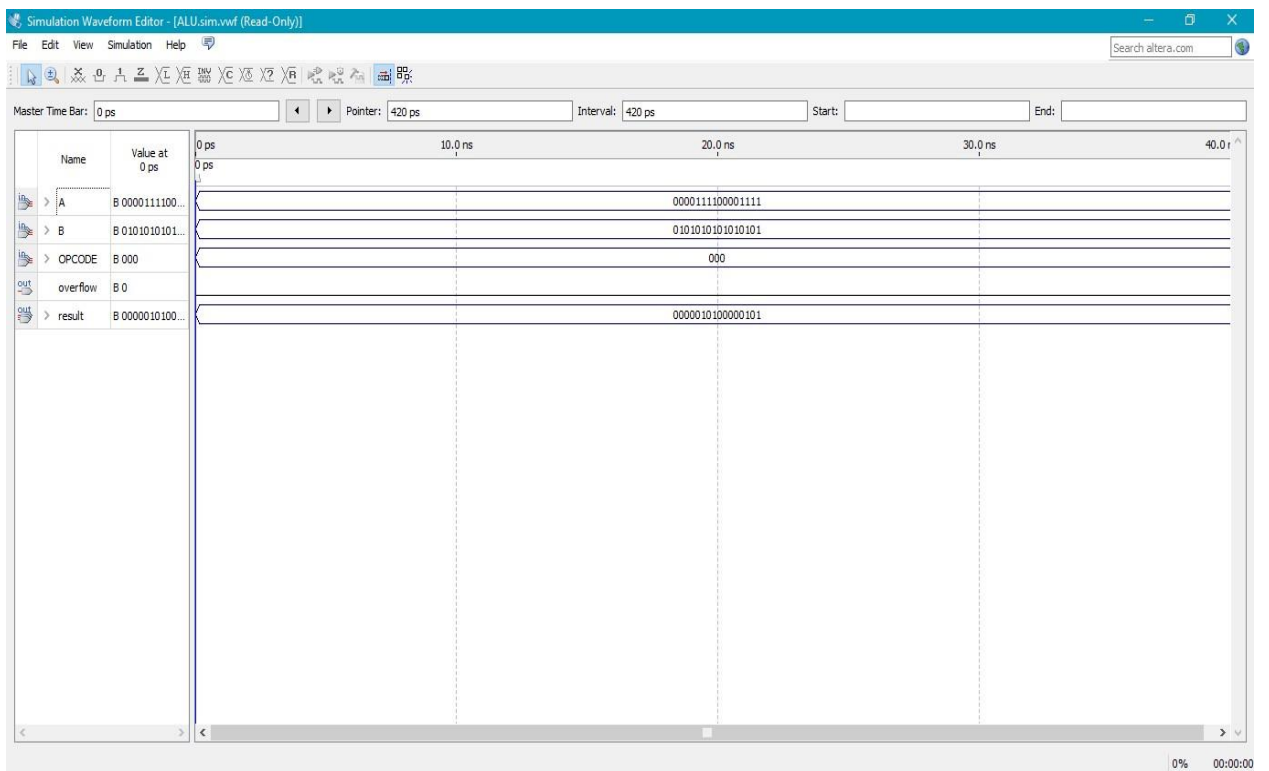 Simulation Waveform Editor - [ALU.sim.vwf (Read-Only)]
File Edit View Simulation Help
Search altera.com
Master Time Bar: 0 ps Pointer: 420 ps Interval: 420 ps Start: End:
Name Value at 0 ps
0 ps 10.0 ns 20.0 ns 30.0 ns 40.0 r
0 ps
A B 0000111100... 0000111100001111
B B 0101010101... 0101010101010101
OPCODE B 000 000
overflow B 0
result B 0000010100... 0000010100000101
0% 00:00:00